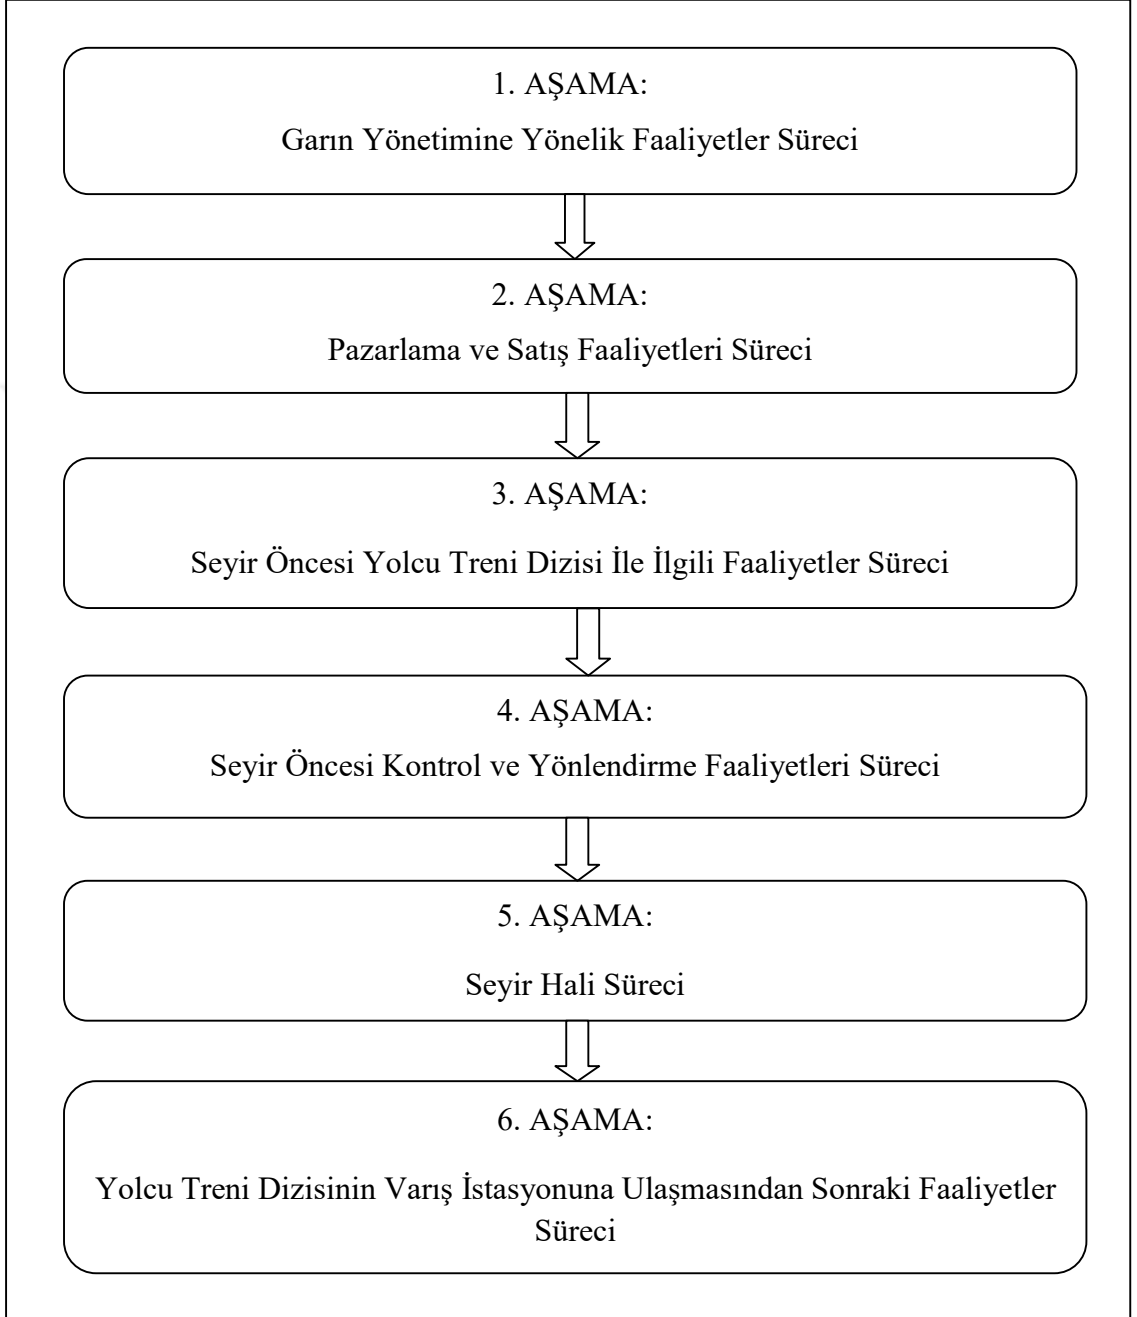 1. AŞAMA:
Garın Yönetimine Yönelik Faaliyetler Süreci
2. AŞAMA:
Pazarlama ve Satış Faaliyetleri Süreci
3. AŞAMA:
Seyir Öncesi Yolcu Treni Dizisi İle İlgili Faaliyetler Süreci
4. AŞAMA:
Seyir Öncesi Kontrol ve Yönlendirme Faaliyetleri Süreci
5. AŞAMA:
Seyir Hali Süreci
6. AŞAMA:
Yolcu Treni Dizisinin Varış İstasyonuna Ulaşmasından Sonraki Faaliyetler
Süreci